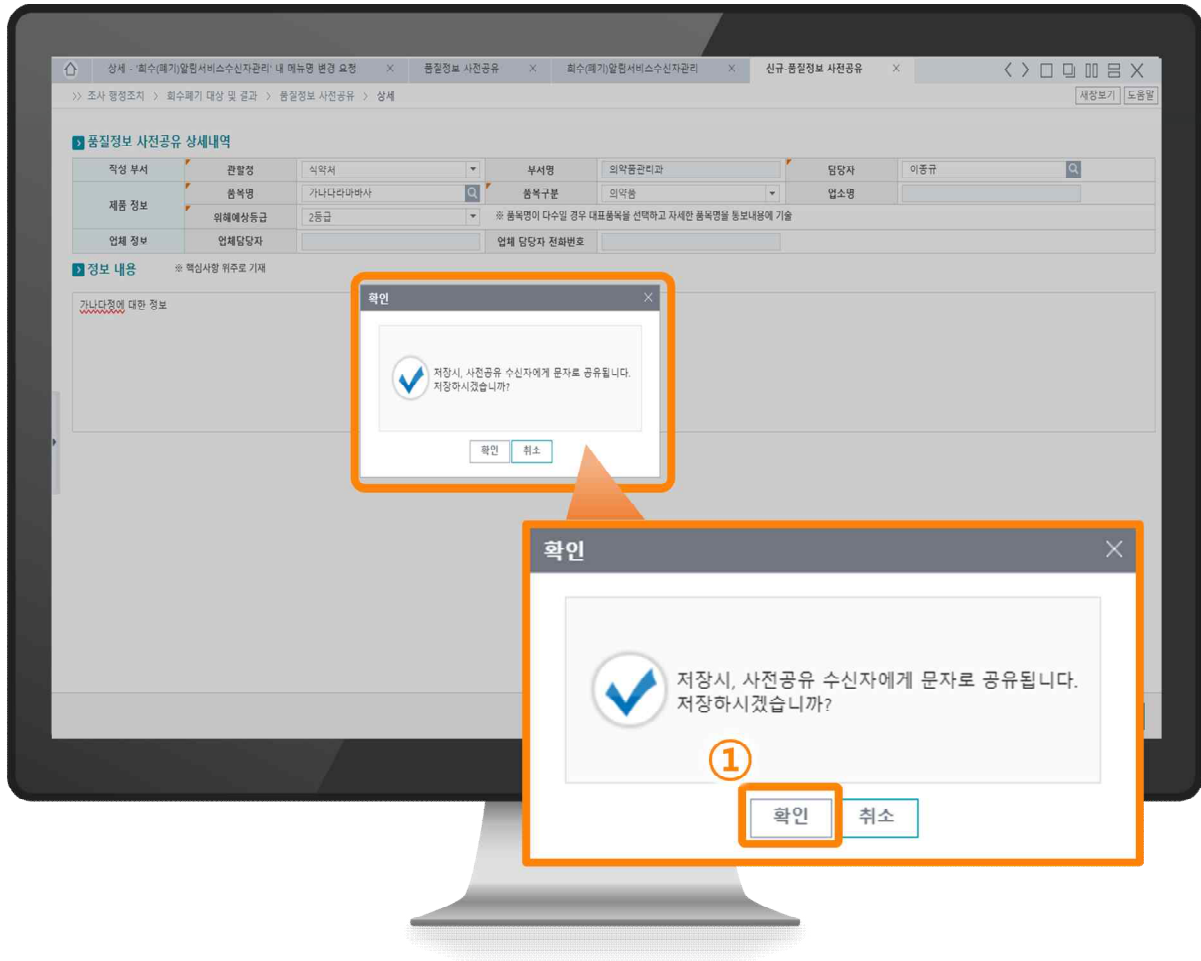 상세 - '회수(폐기)알림서비스수신자관리' 내 메뉴명 변경 요청 × 품질정보 사전공유 × 회수(폐기)알림서비스수신자관리 × 신규-품질정보 사전공유 ×
>> 조사 행정조치 > 회수폐기 대상 및 결과 > 품질정보 사전공유 > 상세 새창보기 도움말
품질정보 사전공유 상세내역
작성 부서 관할청 식약처 부서명 의약품관리과 담당자 이종규
제품 정보 품목명 가나다라마바사 품목구분 의약품 업소명
위해예상등급 2등급 ※ 품목명이 다수일 경우 대표품목을 선택하고 자세한 품목명을 통보내용에 기술
업체 정보 업체담당자 업체 담당자 전화번호
정보 내용 ※ 핵심사항 위주로 기재
가나다정에 대한 정보
확인
저장시, 사전공유 수신자에게 문자로 공유됩니다.
저장하시겠습니까?
확인 취소
확인
저장시, 사전공유 수신자에게 문자로 공유됩니다.
저장하시겠습니까?
①
확인 취소